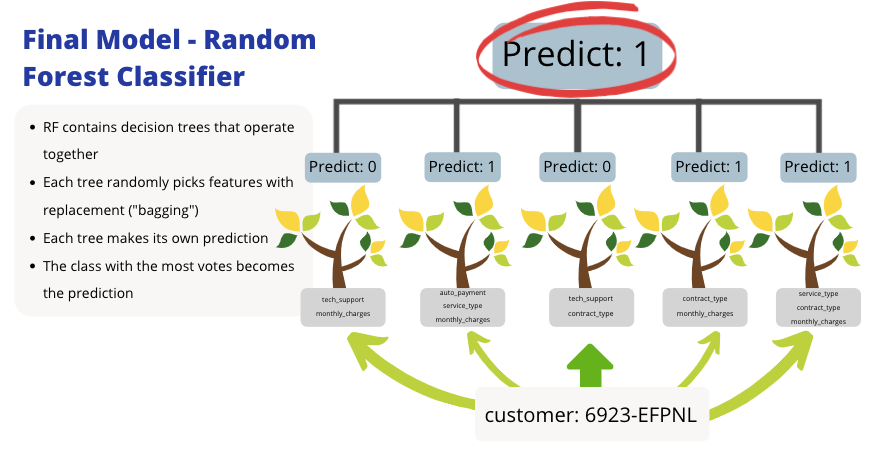 Final Model - Random
Forest Classifier
• RF contains decision trees that operate
together
• Each tree randomly picks features with
replacement ("bagging")
• Each tree makes its own prediction
• The class with the most votes becomes
the prediction
Predict: 1
Predict: 0
Predict: 1
Predict: 0
Predict: 1
Predict: 1
tech_support
monthly_charges
auto_payment
service_type
monthly_charges
tech_support
contract_type
contract_type
monthly_charges
service_type
contract_type
monthly_charges
customer: 6923-EFPNL